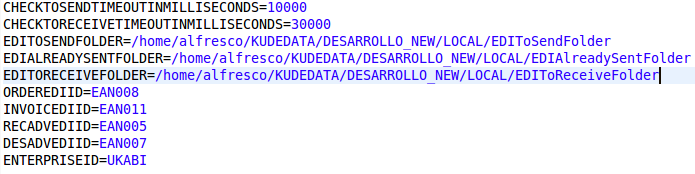 CHECKTOSENDTIMEOUTINMILLISECONDS=10000
CHECKTORECEIVETIMEOUTINMILLISECONDS=30000
EDITOSENDFOLDER=/home/alfresco/KUDEDATA/DESARROLLO_NEW/LOCAL/EDIToSendFolder
EDIALREADYSENTFOLDER=/home/alfresco/KUDEDATA/DESARROLLO_NEW/LOCAL/EDIAlreadySentFolder
EDITORECEIVEFOLDER=/home/alfresco/KUDEDATA/DESARROLLO_NEW/LOCAL/EDIToReceiveFolder
ORDEREDIID=EAN008
INVOICEDIID=EAN011
RECADVEDIID=EAN005
DESADVEDIID=EAN007
ENTERPRISEID=UKABI